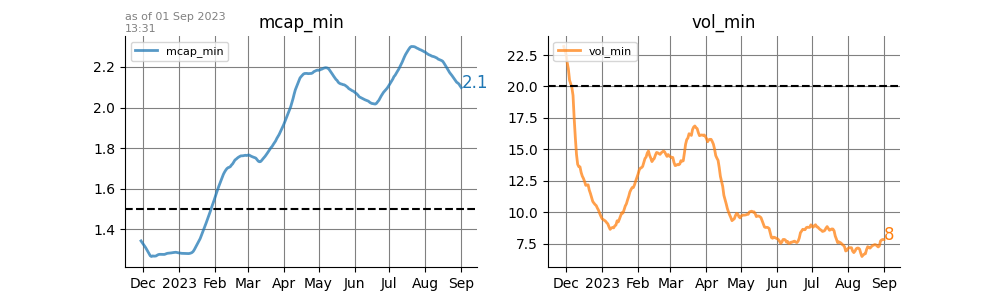 as of 01 Sep 2023
13:31
mcap_min
mcap_min
2.2
2.0
1.8
1.6
1.4
2.1
Dec 2023 Feb Mar Apr May Jun Jul Aug Sep
vol_min
vol_min
22.5
20.0
17.5
15.0
12.5
10.0
7.5
8
Dec 2023 Feb Mar Apr May Jun Jul Aug Sep